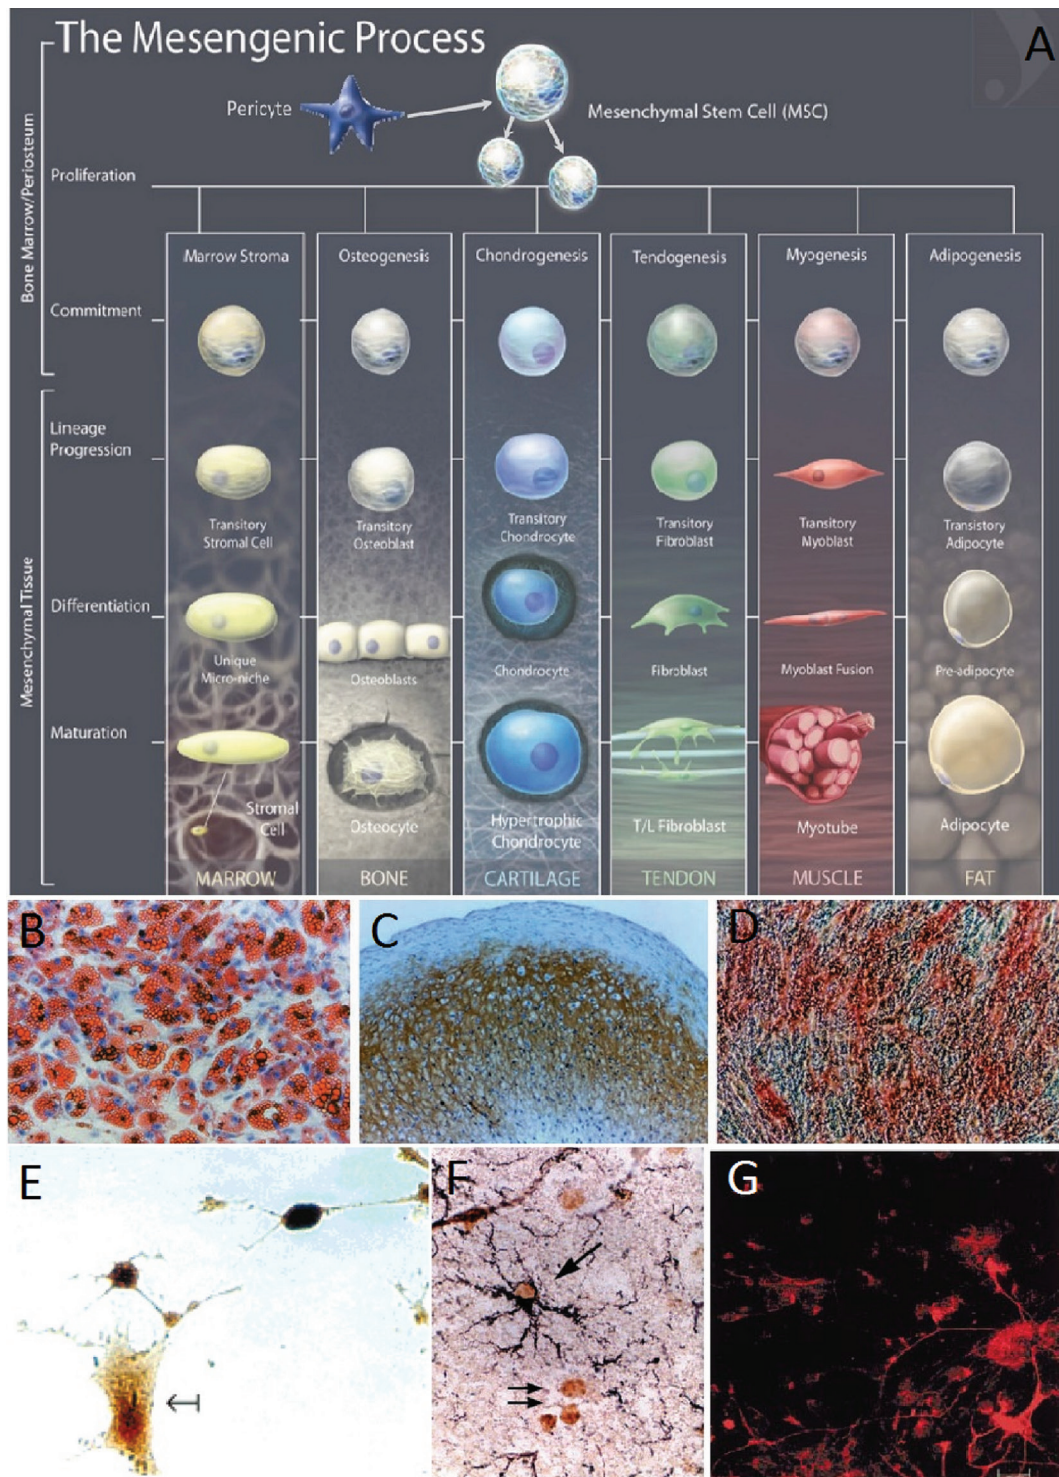 The Mesengenic Process
A
Pericyte
Mesenchymal Stem Cell (MSC)
Bone Marrow/Periosteum
Proliferation
Marrow Stroma
Osteogenesis
Chondrogenesis
Tendogenesis
Myogenesis
Adipogenesis
Commitment
Mesenchymal Tissue
Lineage
Progression
Transitory
Stromal Cell
Transitory
Osteoblast
Transitory
Chondrocyte
Transitory
Fibroblast
Transitory
Myoblast
Transistory
Adipocyte
Differentiation
Unique
Micro-niche
Osteoblasts
Chondrocyte
Fibroblast
Myoblast Fusion
Pre-adipocyte
Maturation
Stromal
Cell
Osteocyte
Hypertrophic
Chondrocyte
T/L Fibroblast
Myotube
Adipocyte
MARROW
BONE
CARTILAGE
TENDON
MUSCLE
FAT
B
C
D
E
F
G